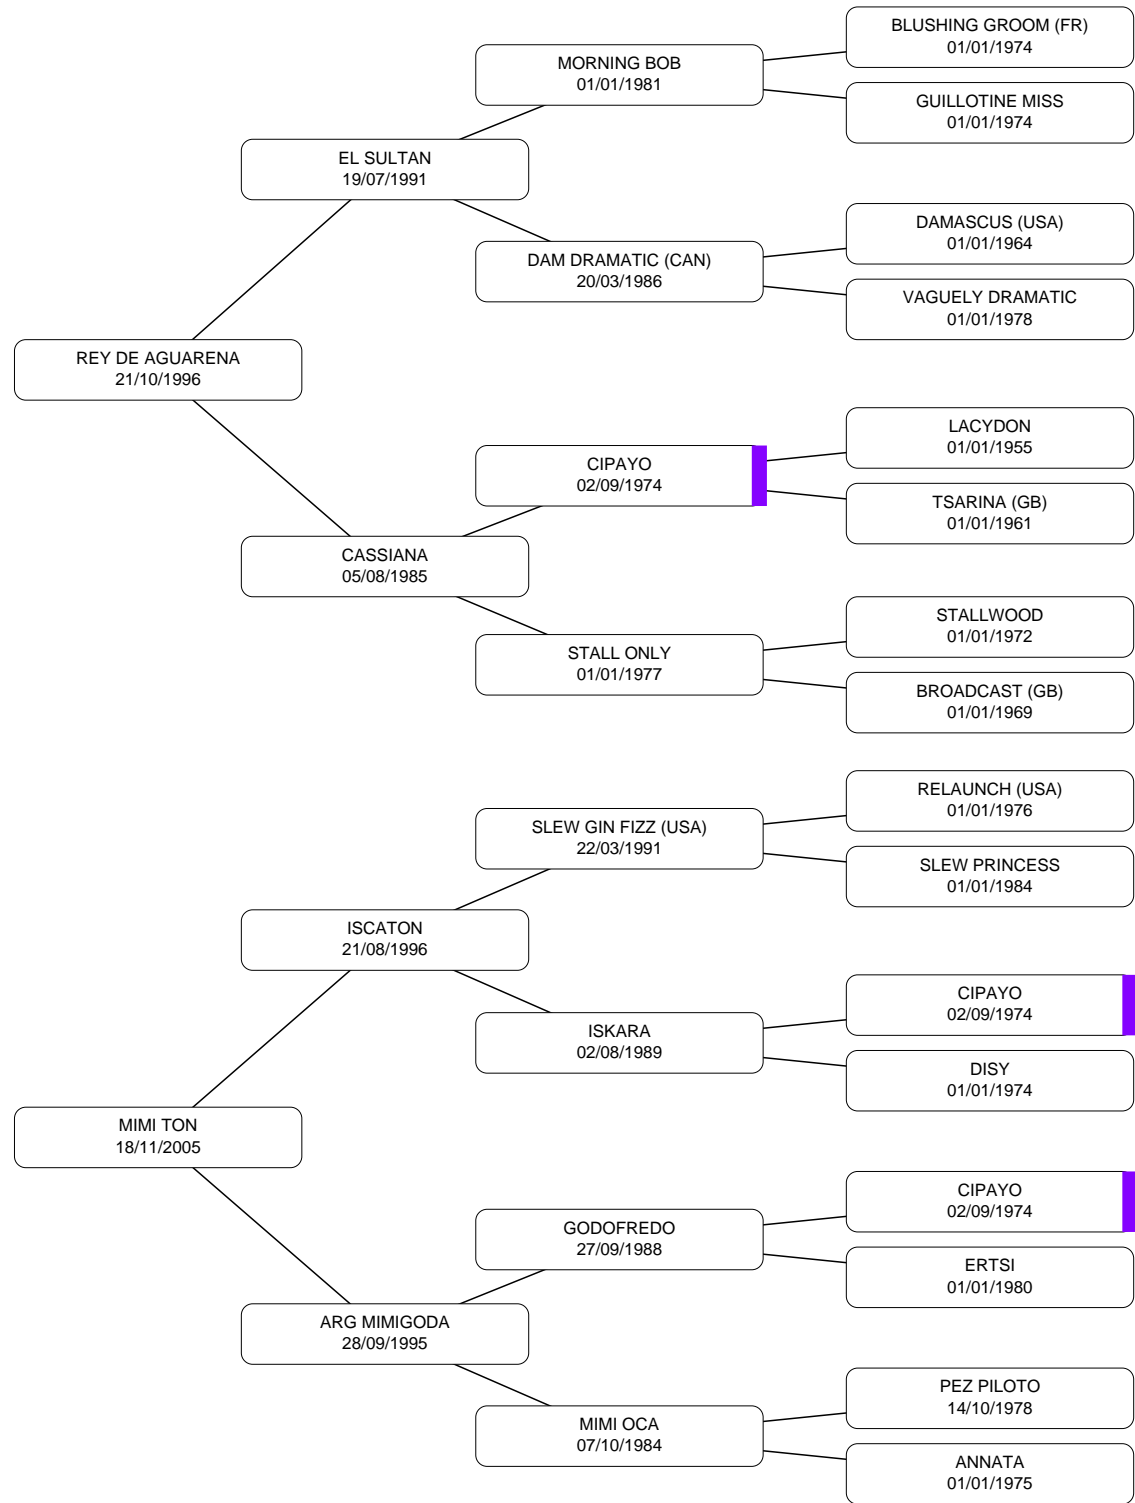 BLUSHING GROOM (FR)
01/01/1974
MORNING BOB
01/01/1981
GUILLOTINE MISS
01/01/1974
EL SULTAN
19/07/1991
DAMASCUS (USA)
01/01/1964
DAM DRAMATIC (CAN)
20/03/1986
VAGUELY DRAMATIC
01/01/1978
REY DE AGUARENA
21/10/1996
LACYDON
01/01/1955
CIPAYO
02/09/1974
TSARINA (GB)
01/01/1961
CASSIANA
05/08/1985
STALLWOOD
01/01/1972
STALL ONLY
01/01/1977
BROADCAST (GB)
01/01/1969
RELAUNCH (USA)
01/01/1976
SLEW GIN FIZZ (USA)
22/03/1991
SLEW PRINCESS
01/01/1984
ISCATON
21/08/1996
CIPAYO
02/09/1974
ISKARA
02/08/1989
DISY
01/01/1974
MIMI TON
18/11/2005
CIPAYO
02/09/1974
GODOFREDO
27/09/1988
ERTSI
01/01/1980
ARG MIMIGODA
28/09/1995
PEZ PILOTO
14/10/1978
MIMI OCA
07/10/1984
ANNATA
01/01/1975